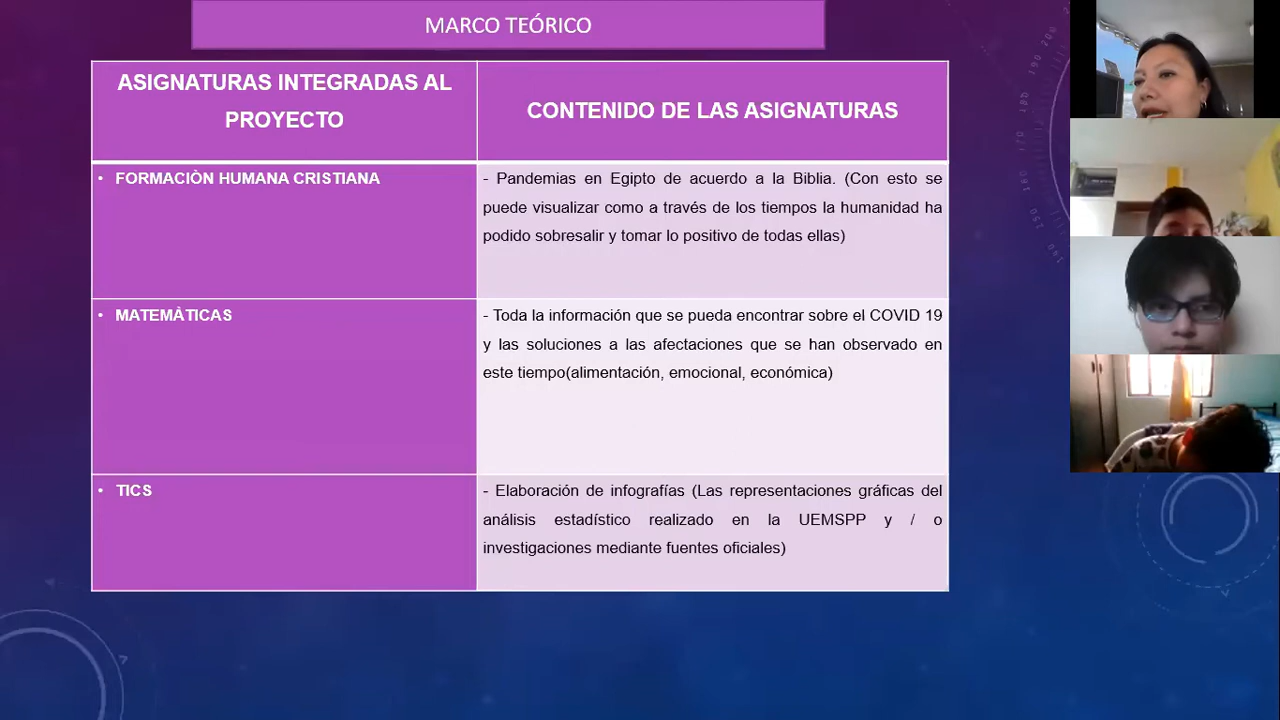 MARCO TEÓRICO
ASIGNATURAS INTEGRADAS AL
PROYECTO
CONTENIDO DE LAS ASIGNATURAS
• FORMACIÒN HUMANA CRISTIANA
- Pandemias en Egipto de acuerdo a la Biblia. (Con esto se
puede visualizar como a través de los tiempos la humanidad ha
podido sobresalir y tomar lo positivo de todas ellas)
• MATEMÀTICAS
- Toda la información que se pueda encontrar sobre el COVID 19
y las soluciones a las afectaciones que se han observado en
este tiempo(alimentación, emocional, económica)
• TICS
- Elaboración de infografías (Las representaciones gráficas del
análisis estadístico realizado en la UEMSPP y / o
investigaciones mediante fuentes oficiales)